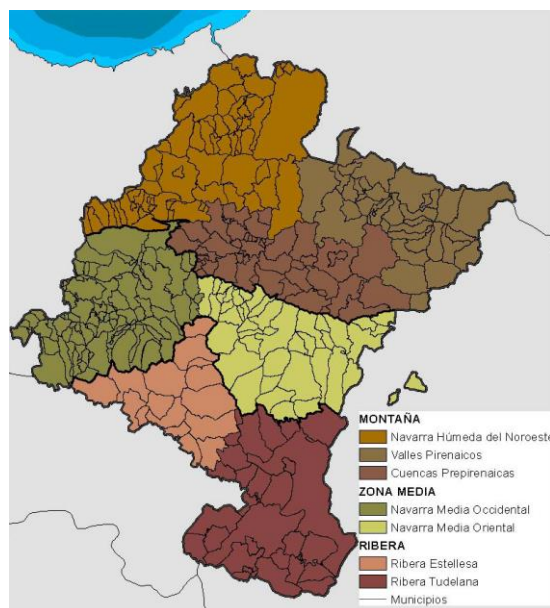 MONTAÑA
Navarra Húmeda del Noroeste
Valles Pirenaicos
Cuencas Prepirenaicas
ZONA MEDIA
Navarra Media Occidental
Navarra Media Oriental
RIBERA
Ribera Estellesa
Ribera Tudelana
Municipios